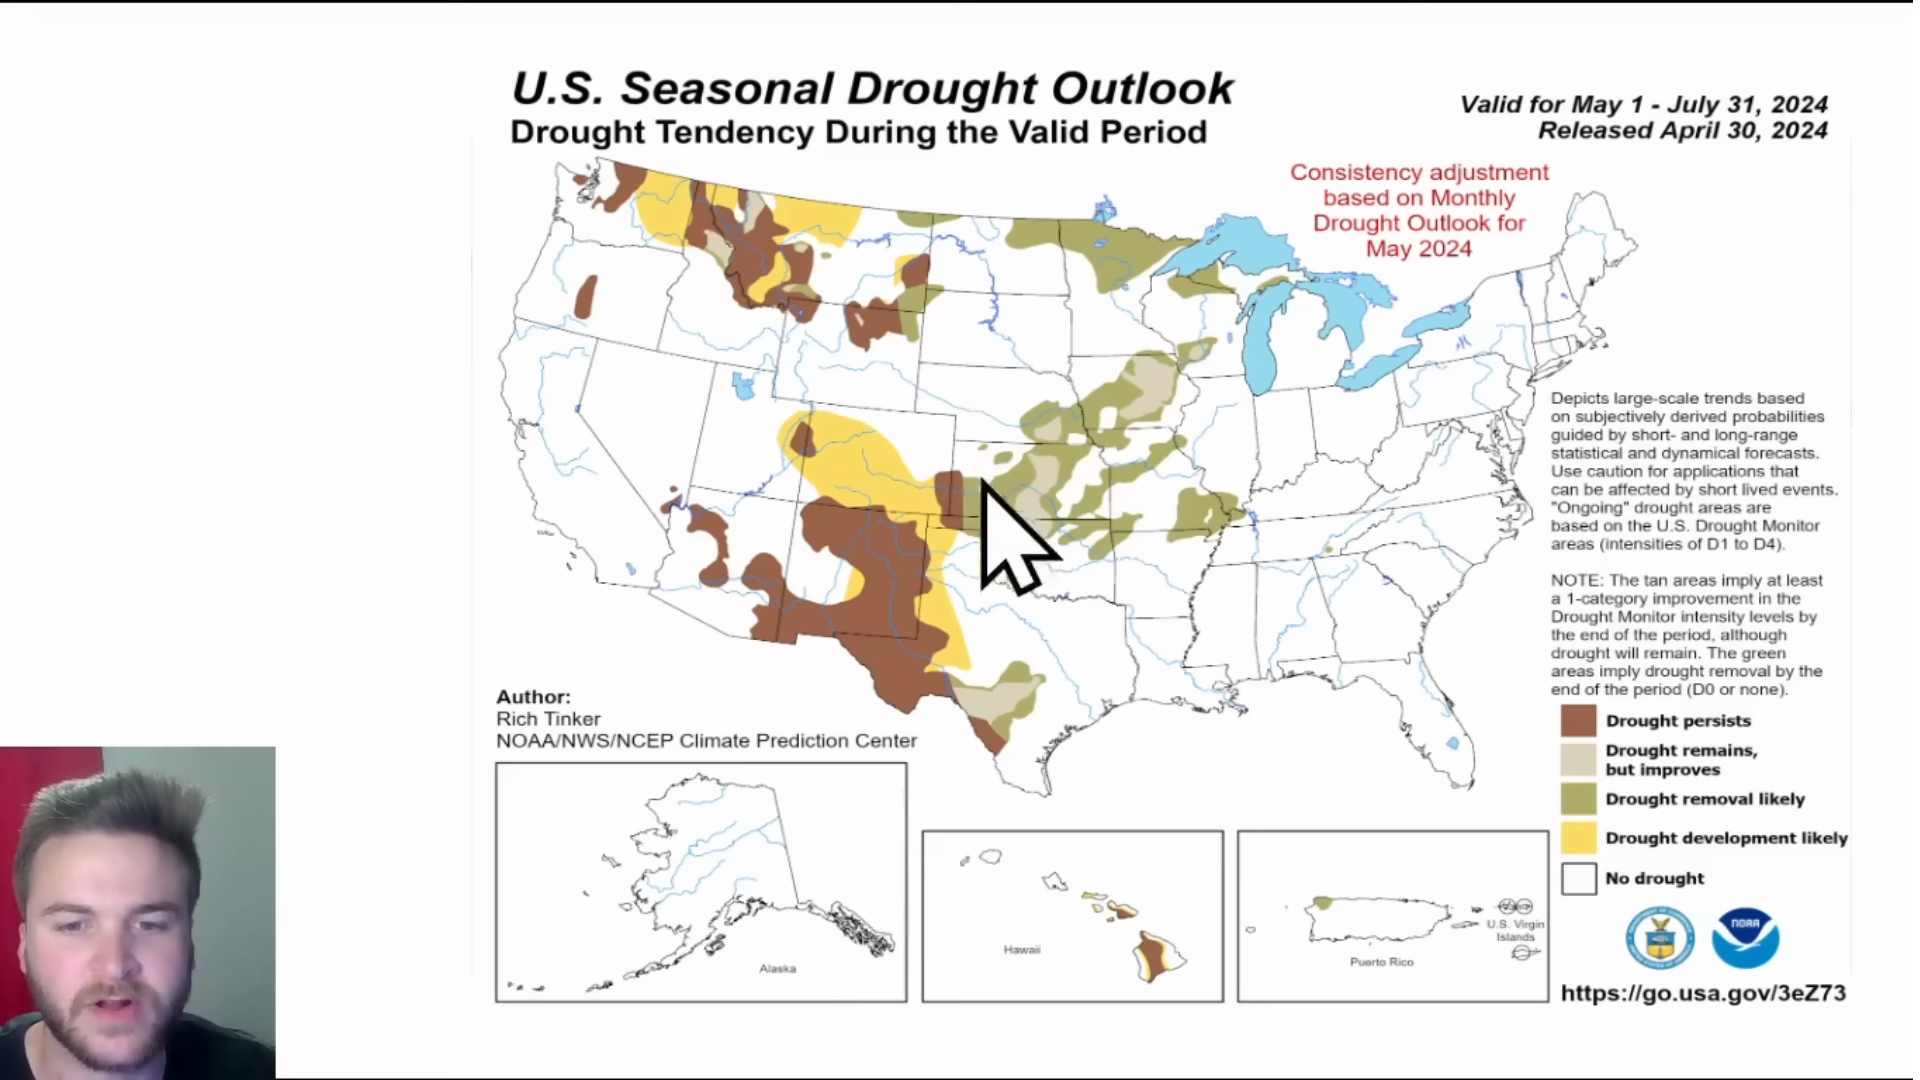 U.S. Seasonal Drought Outlook
Drought Tendency During the Valid Period
Valid for May 1 - July 31, 2024
Released April 30, 2024
Consistency adjustment
based on Monthly
Drought Outlook for
May 2024
Depicts large-scale trends based
on subjectively derived probabilities
guided by short- and long-range
statistical and dynamical forecasts.
Use caution for applications that
can be affected by short lived events.
"Ongoing" drought areas are
based on the U.S. Drought Monitor
areas (intensities of D1 to D4).
NOTE: The tan areas imply at least
a 1-category improvement in the
Drought Monitor intensity levels by
the end of the period, although
drought will remain. The green
areas imply drought removal by the
end of the period (D0 or none).
Author:
Rich Tinker
NOAA/NWS/NCEP Climate Prediction Center
Drought persists
Drought remains,
but improves
Drought removal likely
Drought development likely
No drought
Alaska
Hawaii
Puerto Rico
U.S. Virgin
Islands
NOAA
https://go.usa.gov/3eZ73